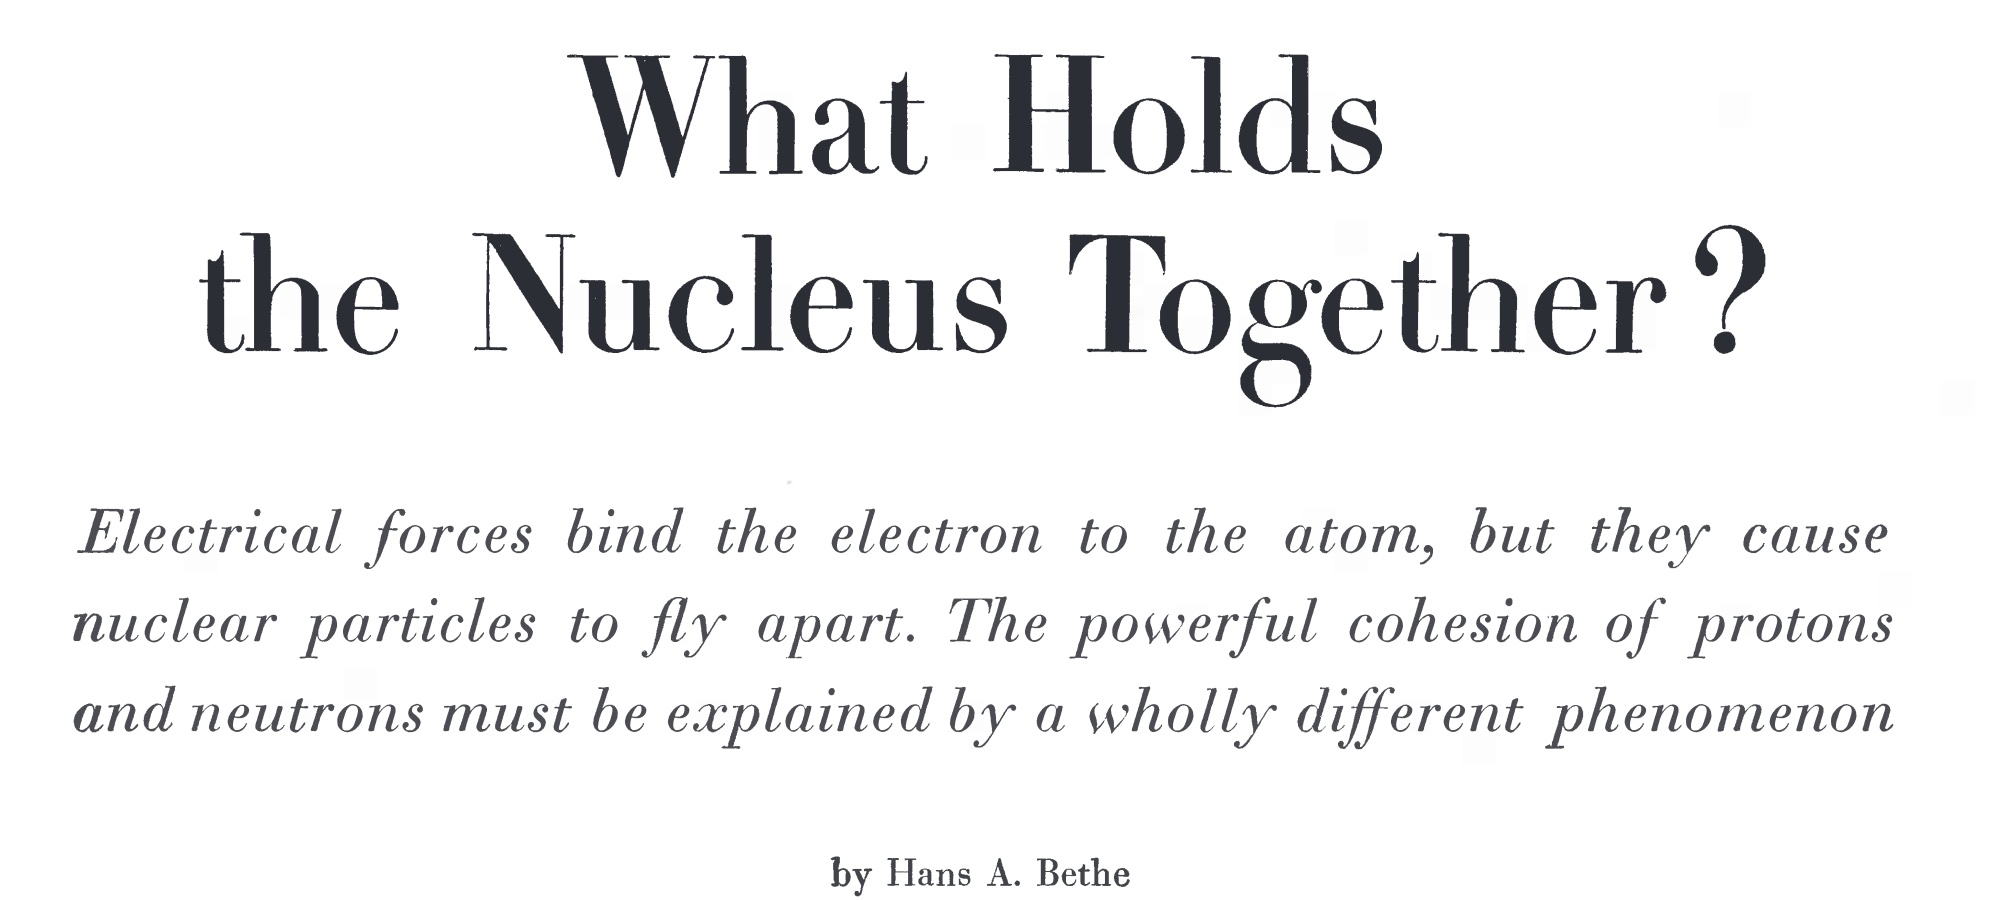 What Holds
the Nucleus Together?
Electrical forces bind the electron to the atom, but they cause
nuclear particles to fly apart. The powerful cohesion of protons
and neutrons must be explained by a wholly different phenomenon
by Hans A. Bethe